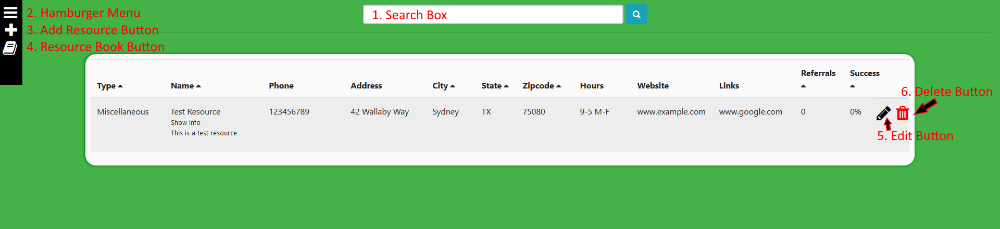 2. Hamburger Menu
1. Search Box
3. Add Resource Button
4. Resource Book Button
Type Name Phone Address City State Zipcode Hours Website Links Referrals Success
6. Delete Button
Miscellaneous Test Resource 123456789 42 Wallaby Way Sydney TX 75080 9-5 M-F www.example.com www.google.com 0 0%
Show Info
This is a test resource
5. Edit Button